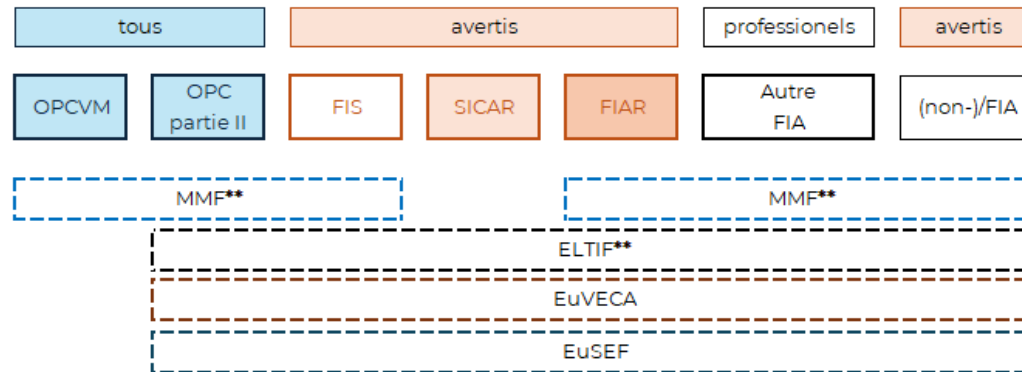 tous
avertis
professionels
avertis
OPCVM
OPC
partie II
FIS
SICAR
FIAR
Autre
FIA
(non-)/FIA
MMF**
MMF**
ELTIF**
EuVECA
EuSEF